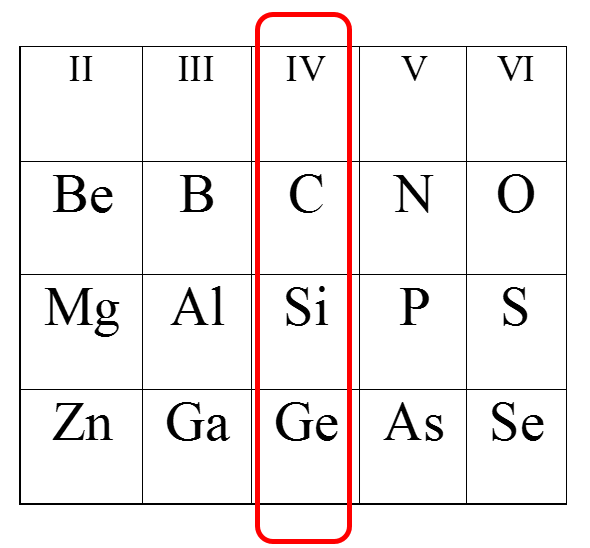 II III IV V VI
Be B C N O
Mg Al Si P S
Zn Ga Ge As Se